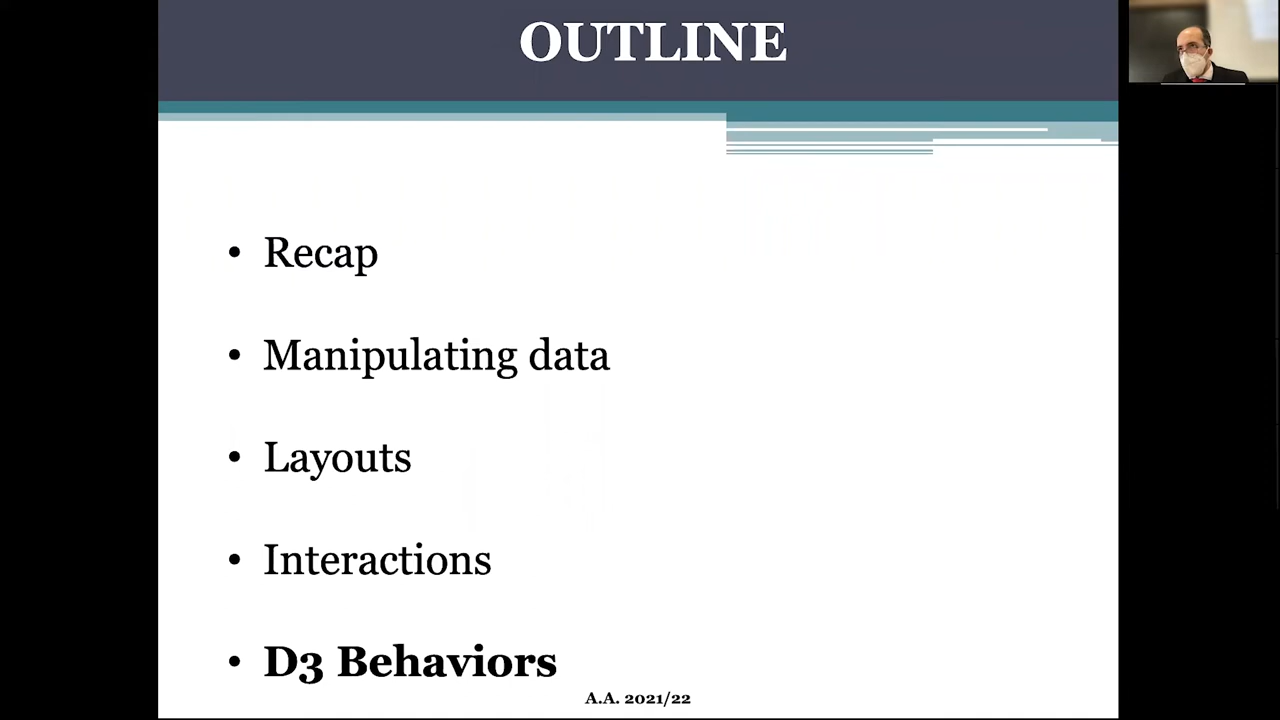 OUTLINE
• Recap
• Manipulating data
• Layouts
• Interactions
• D3 Behaviors
A.A. 2021/22